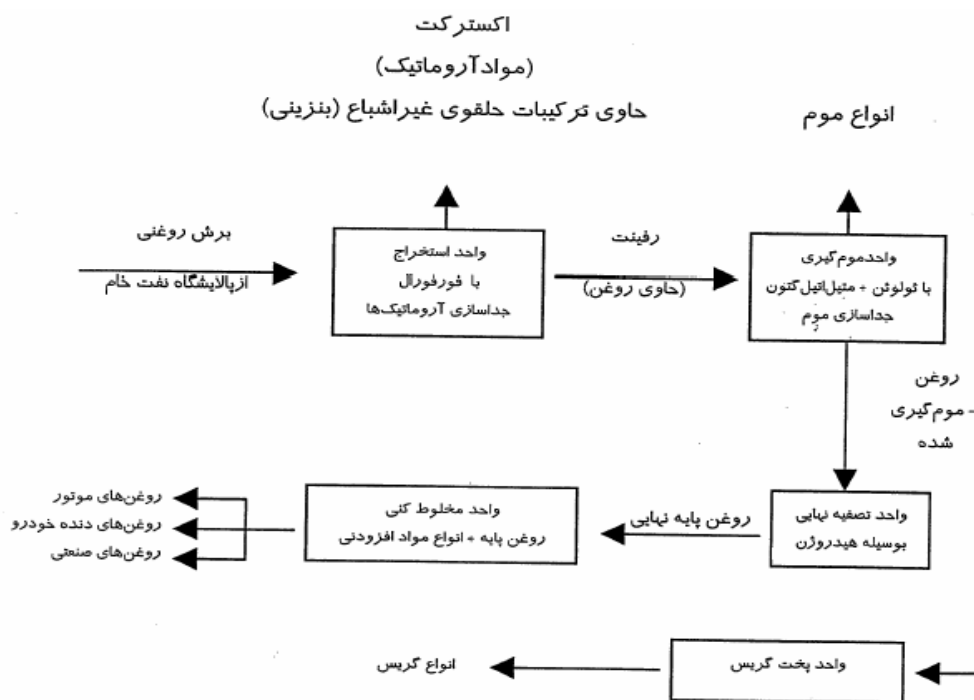 اکسترکت
(موادآروماتیک)
حاوی ترکیبات حلقوی غیراشباع (بنزینی)
انواع موم
برش روغنی
ازپالایشگاه نفت خام
واحد استخراج
با فورفورال
جداسازی آروماتیک‌ها
رفینت
(حاوی روغن)
واحدموم‌گیری
با تولوئن + متیل‌اتیل‌کتون
جداسازی موم
روغن
- موم‌گیری
شده
واحد تصفیه نهایی
بوسیله هیدروژن
روغن پایه نهایی
واحد مخلوط کنی
روغن پایه + انواع مواد افزودنی
روغن‌های موتور
روغن‌های دنده خودرو
روغن‌های صنعتی
واحد پخت گریس
انواع گریس